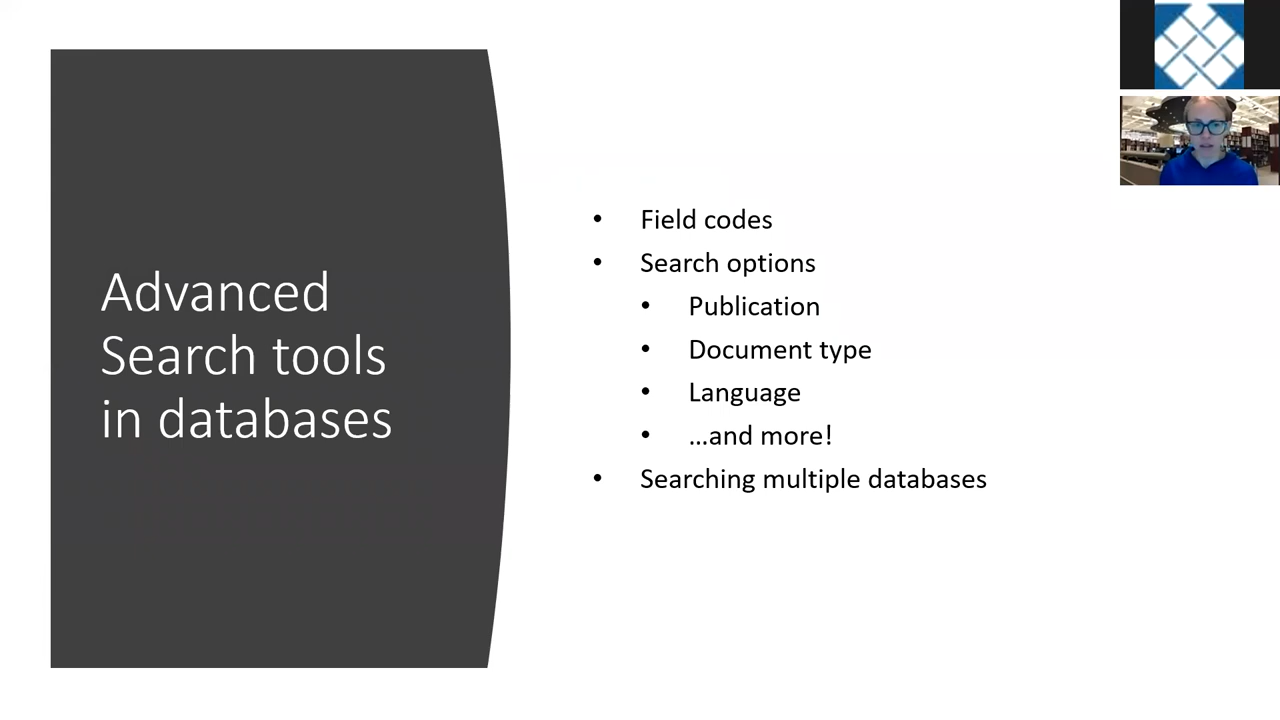 Advanced
Search tools
in databases
• Field codes
• Search options
• Publication
• Document type
• Language
• ...and more!
• Searching multiple databases